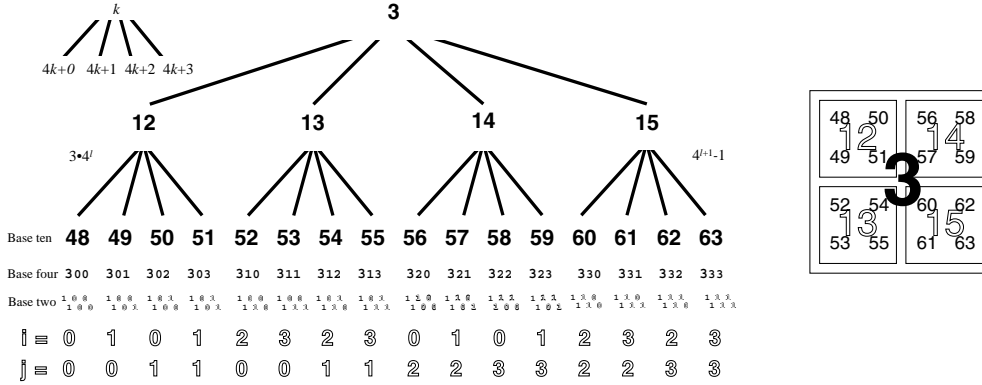 k
3
4k+0 4k+1 4k+2 4k+3
12 13 14 15
3•4^l
4^{l+1}-1
Base ten 48 49 50 51 52 53 54 55 56 57 58 59 60 61 62 63
Base four 300 301 302 303 310 311 312 313 320 321 322 323 330 331 332 333
Base two
i = 0 1 0 1 2 3 2 3 0 1 0 1 2 3 2 3
j = 0 0 1 1 0 0 1 1 2 2 3 3 2 2 3 3
48 50 56 58
12 14
49 51 57 59
3
52 54 60 62
13 15
53 55 61 63